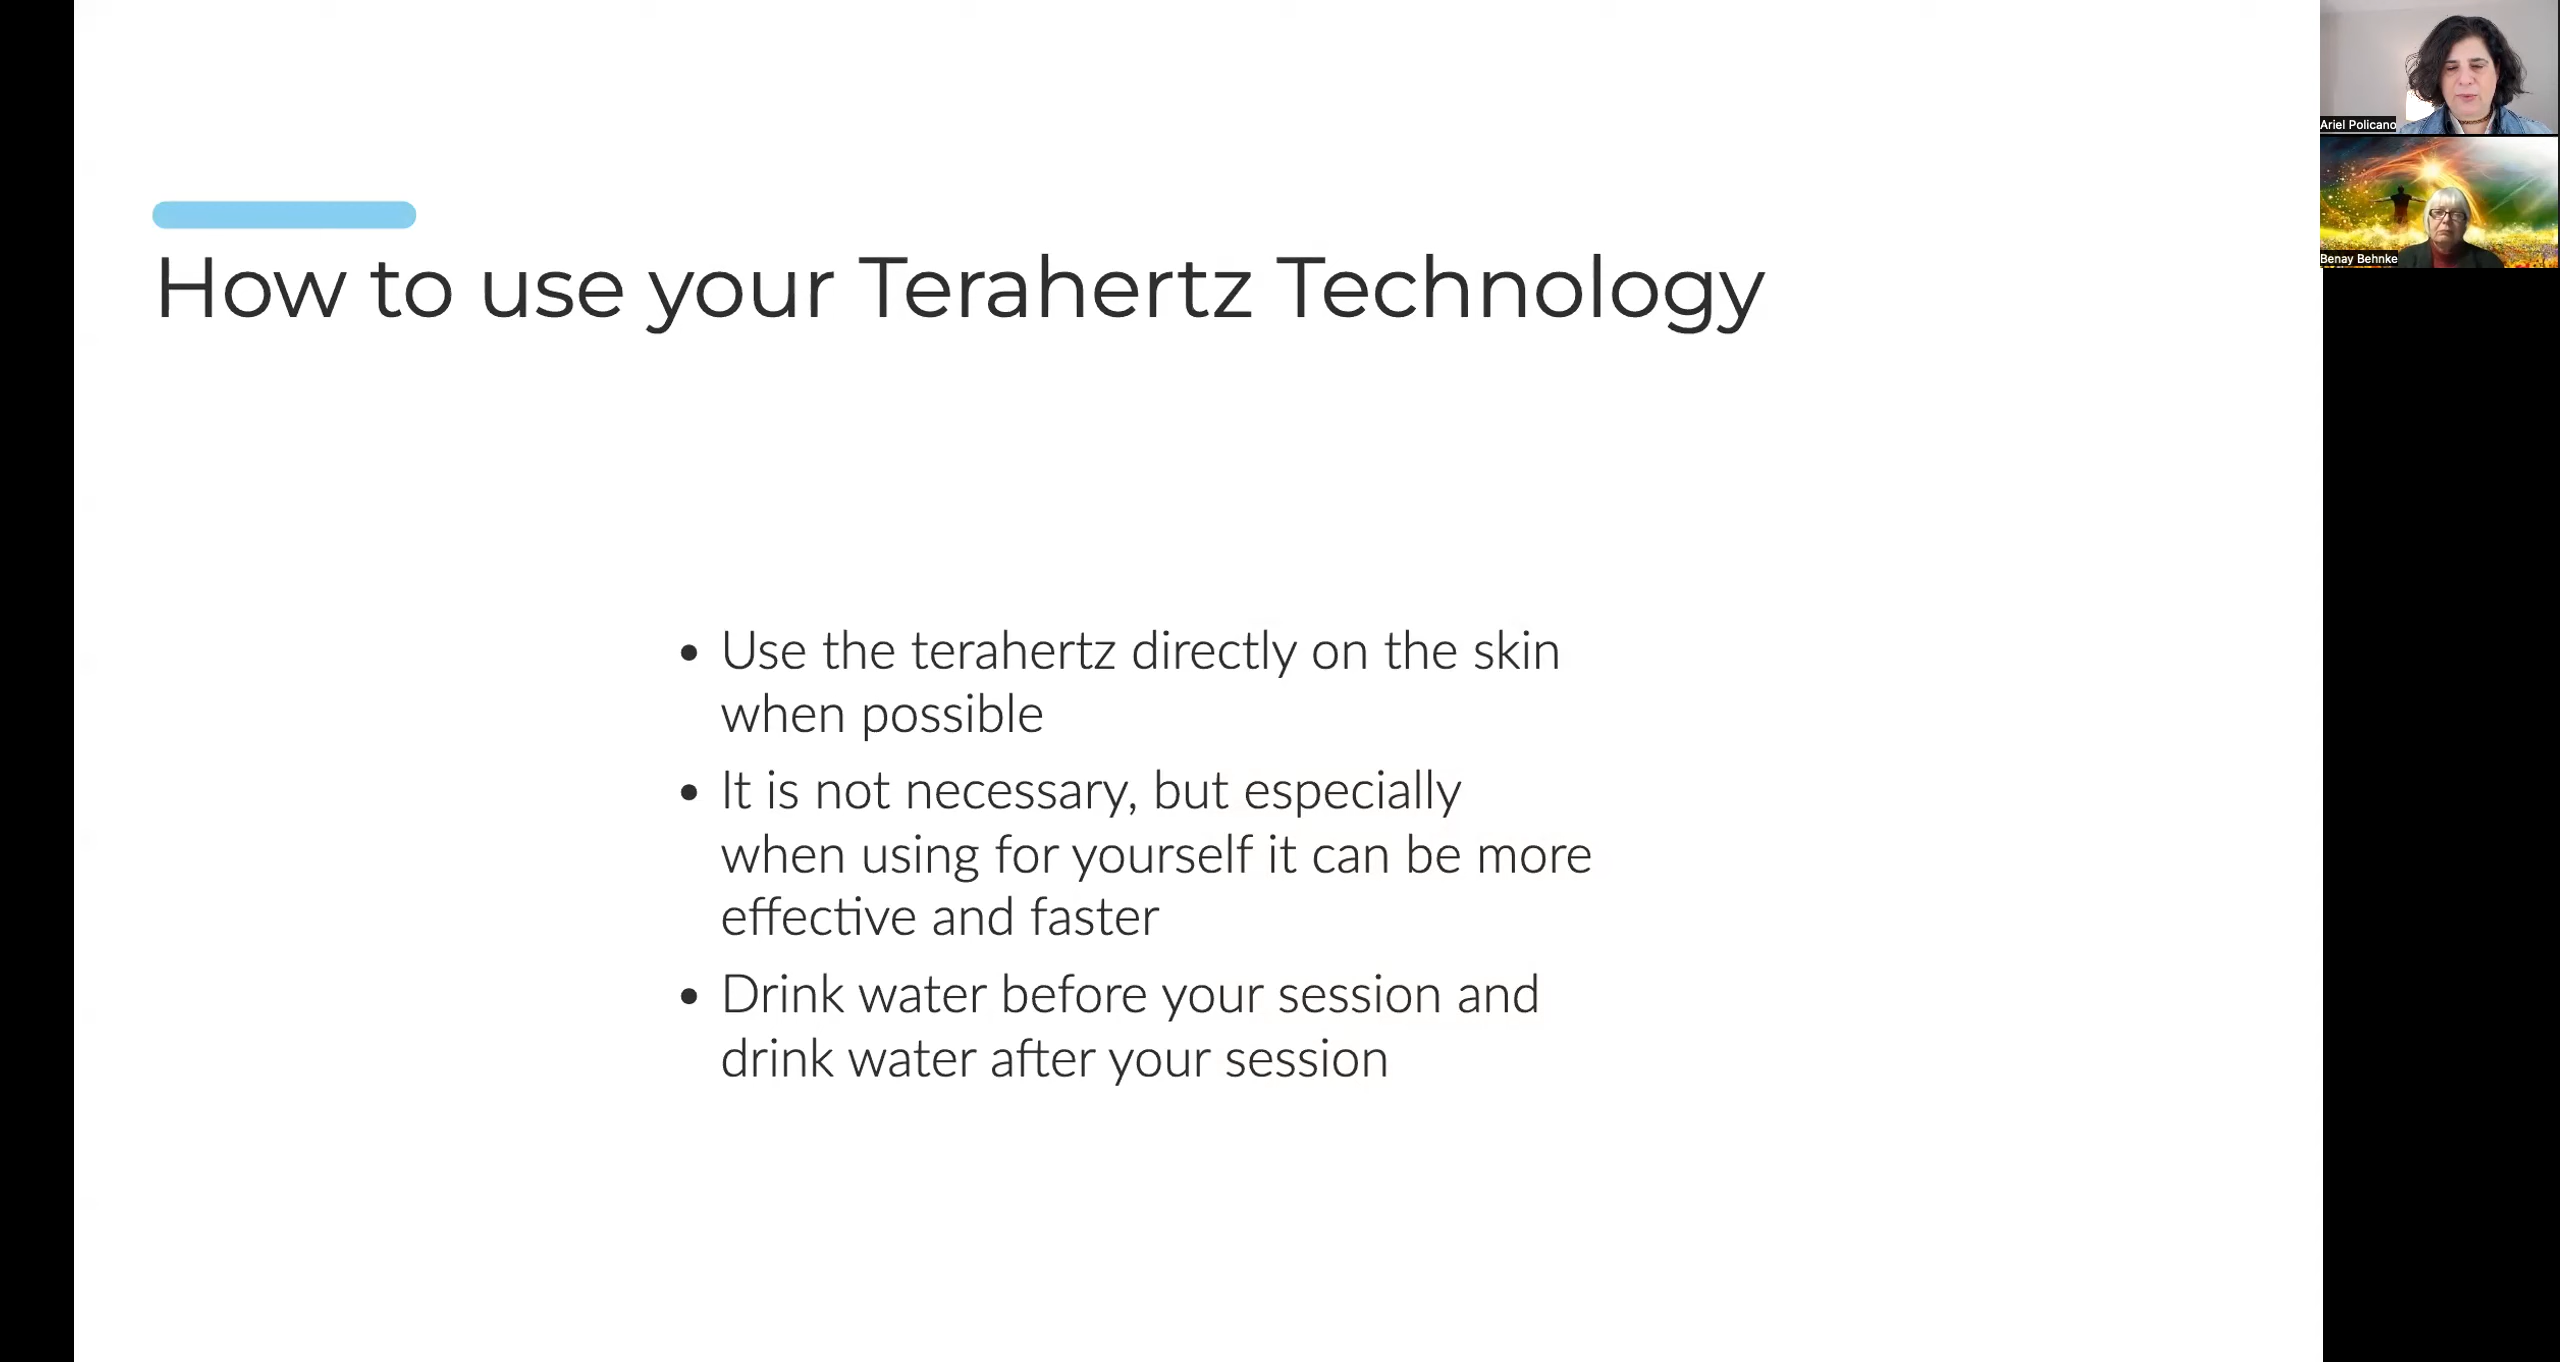 How to use your Terahertz Technology
• Use the terahertz directly on the skin
when possible
• It is not necessary, but especially
when using for yourself it can be more
effective and faster
• Drink water before your session and
drink water after your session
Ariel Policano
Benay Behnke